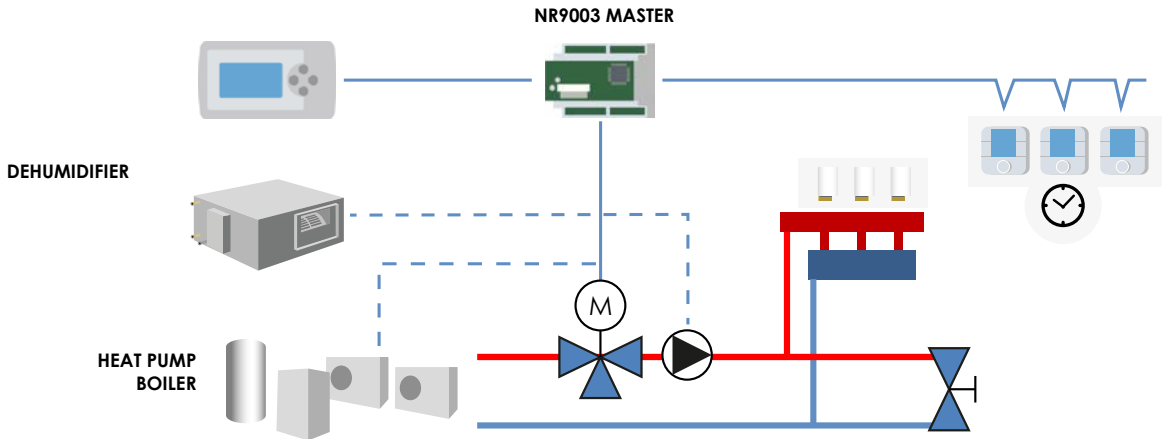 NR9003 MASTER
DEHUMIDIFIER
M
HEAT PUMP
BOILER